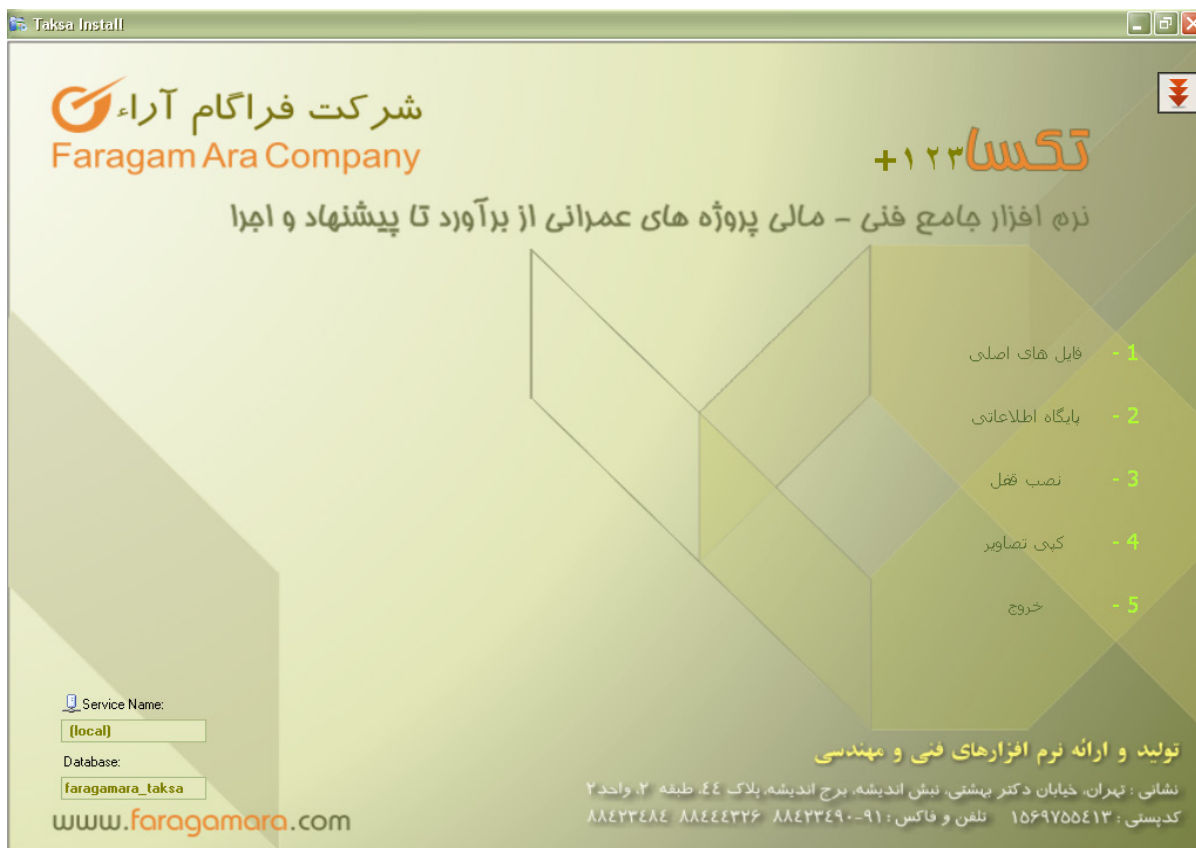 Taksa Install
شرکت فراگام آراء
Faragam Ara Company
تکسا ۱۲۳+
نرم افزار جامع فنی - مالی پروژه های عمرانی از برآورد تا پیشنهاد و اجرا
1 - فایل های اصلی
2 - پایگاه اطلاعاتی
3 - نصب قفل
4 - کپی تصاویر
5 - خروج
Service Name:
(local)
Database:
faragamara_taksa
www.faragamara.com
تولید و ارائه نرم افزارهای فنی و مهندسی
نشانی : تهران، خیابان دکتر بهشتی، نبش اندیشه، برج اندیشه، پلاک ٤٤، طبقه ۲، واحد۲
کدپستی : ۱۵۶۹۷۵۵٤۱۳ تلفن و فاکس : ۹۱-۸۸٤۲۳٤۹۰ ۸۸٤٤٤۳۲۶ ۸۸٤۲۳٤۸٤